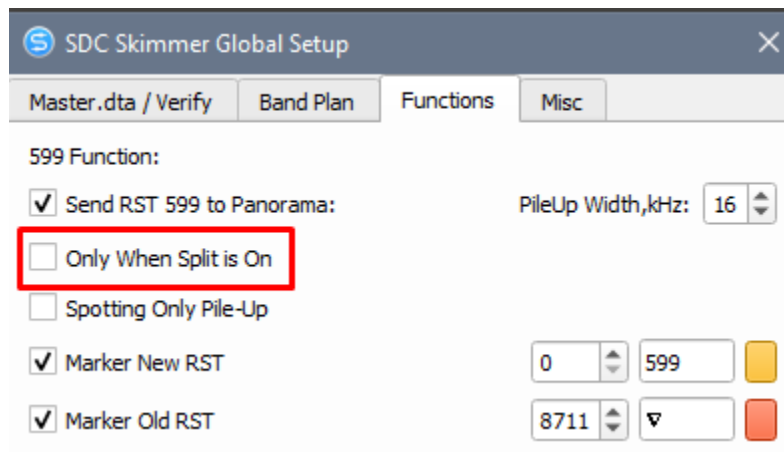 SDC Skimmer Global Setup
Master.dta / Verify Band Plan Functions Misc
599 Function:
Send RST 599 to Panorama: PileUp Width,kHz: 16
Only When Split is On
Spotting Only Pile-Up
Marker New RST 0 599
Marker Old RST 8711 ∇